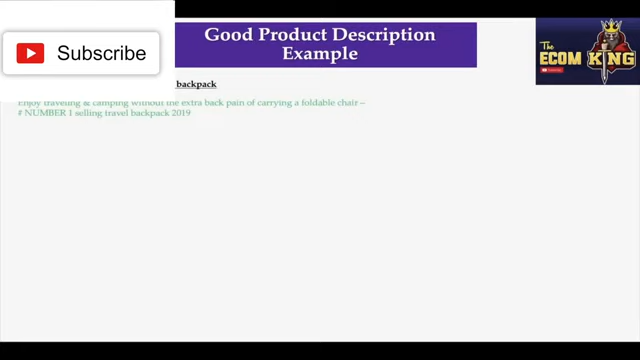 Subscribe
Good Product Description
Example
The
ECOM KING
backpack
Enjoy traveling & camping without the extra back pain of carrying a foldable chair –
# NUMBER 1 selling travel backpack 2019